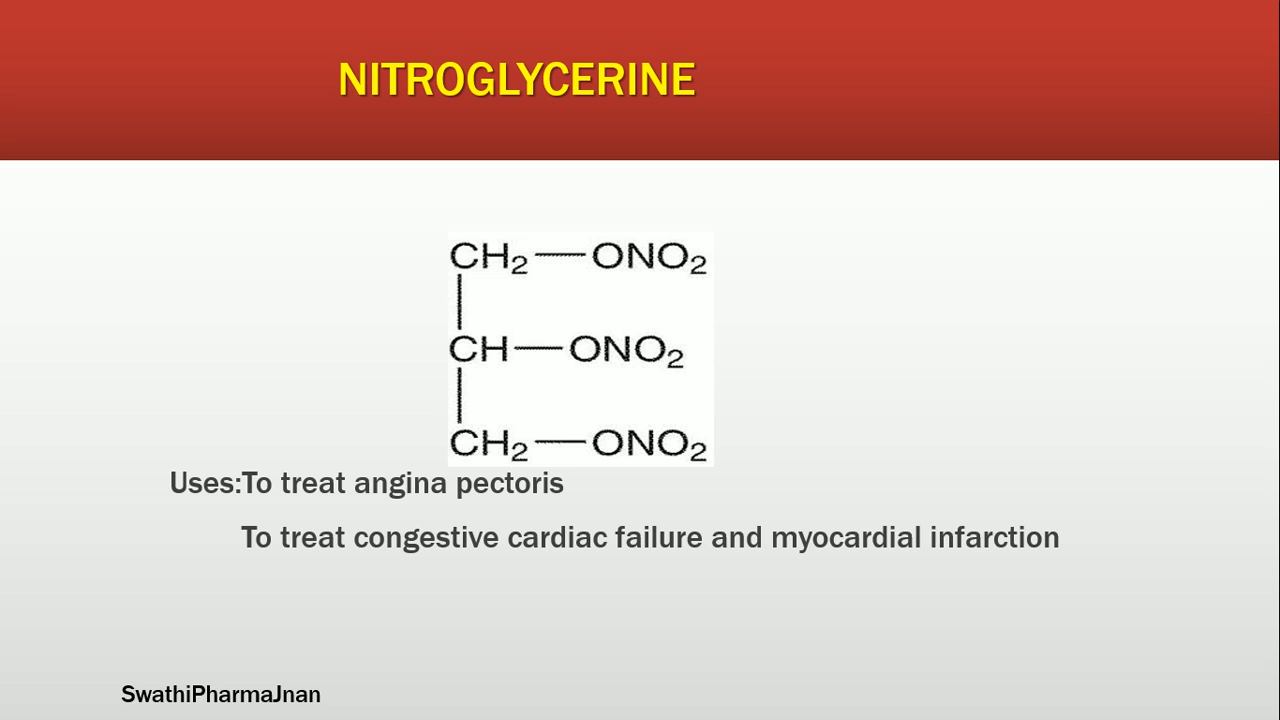 NITROGLYCERINE
CH₂—ONO₂
CH—ONO₂
CH₂—ONO₂
Uses:To treat angina pectoris
To treat congestive cardiac failure and myocardial infarction
SwathiPharmaJnan